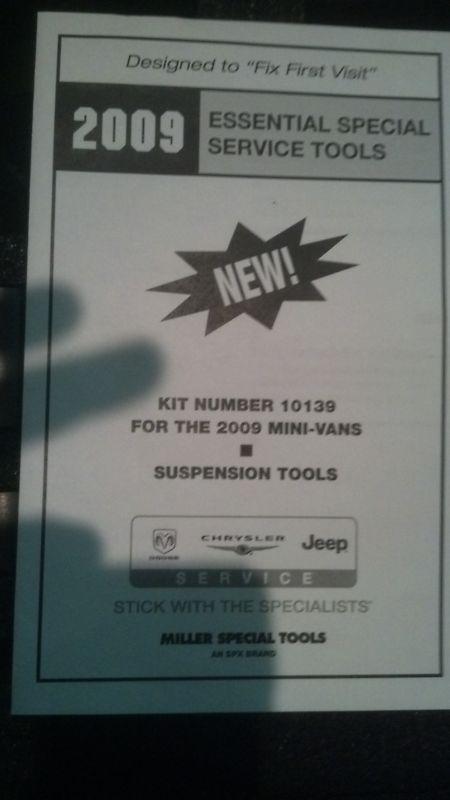 Designed to "Fix First Visit"
2009
ESSENTIAL SPECIAL
SERVICE TOOLS
NEW!
KIT NUMBER 10139
FOR THE 2009 MINI-VANS
SUSPENSION TOOLS
DODGE
CHRYSLER
Jeep
SERVICE
STICK WITH THE SPECIALISTS
MILLER SPECIAL TOOLS
AN SPX BRAND